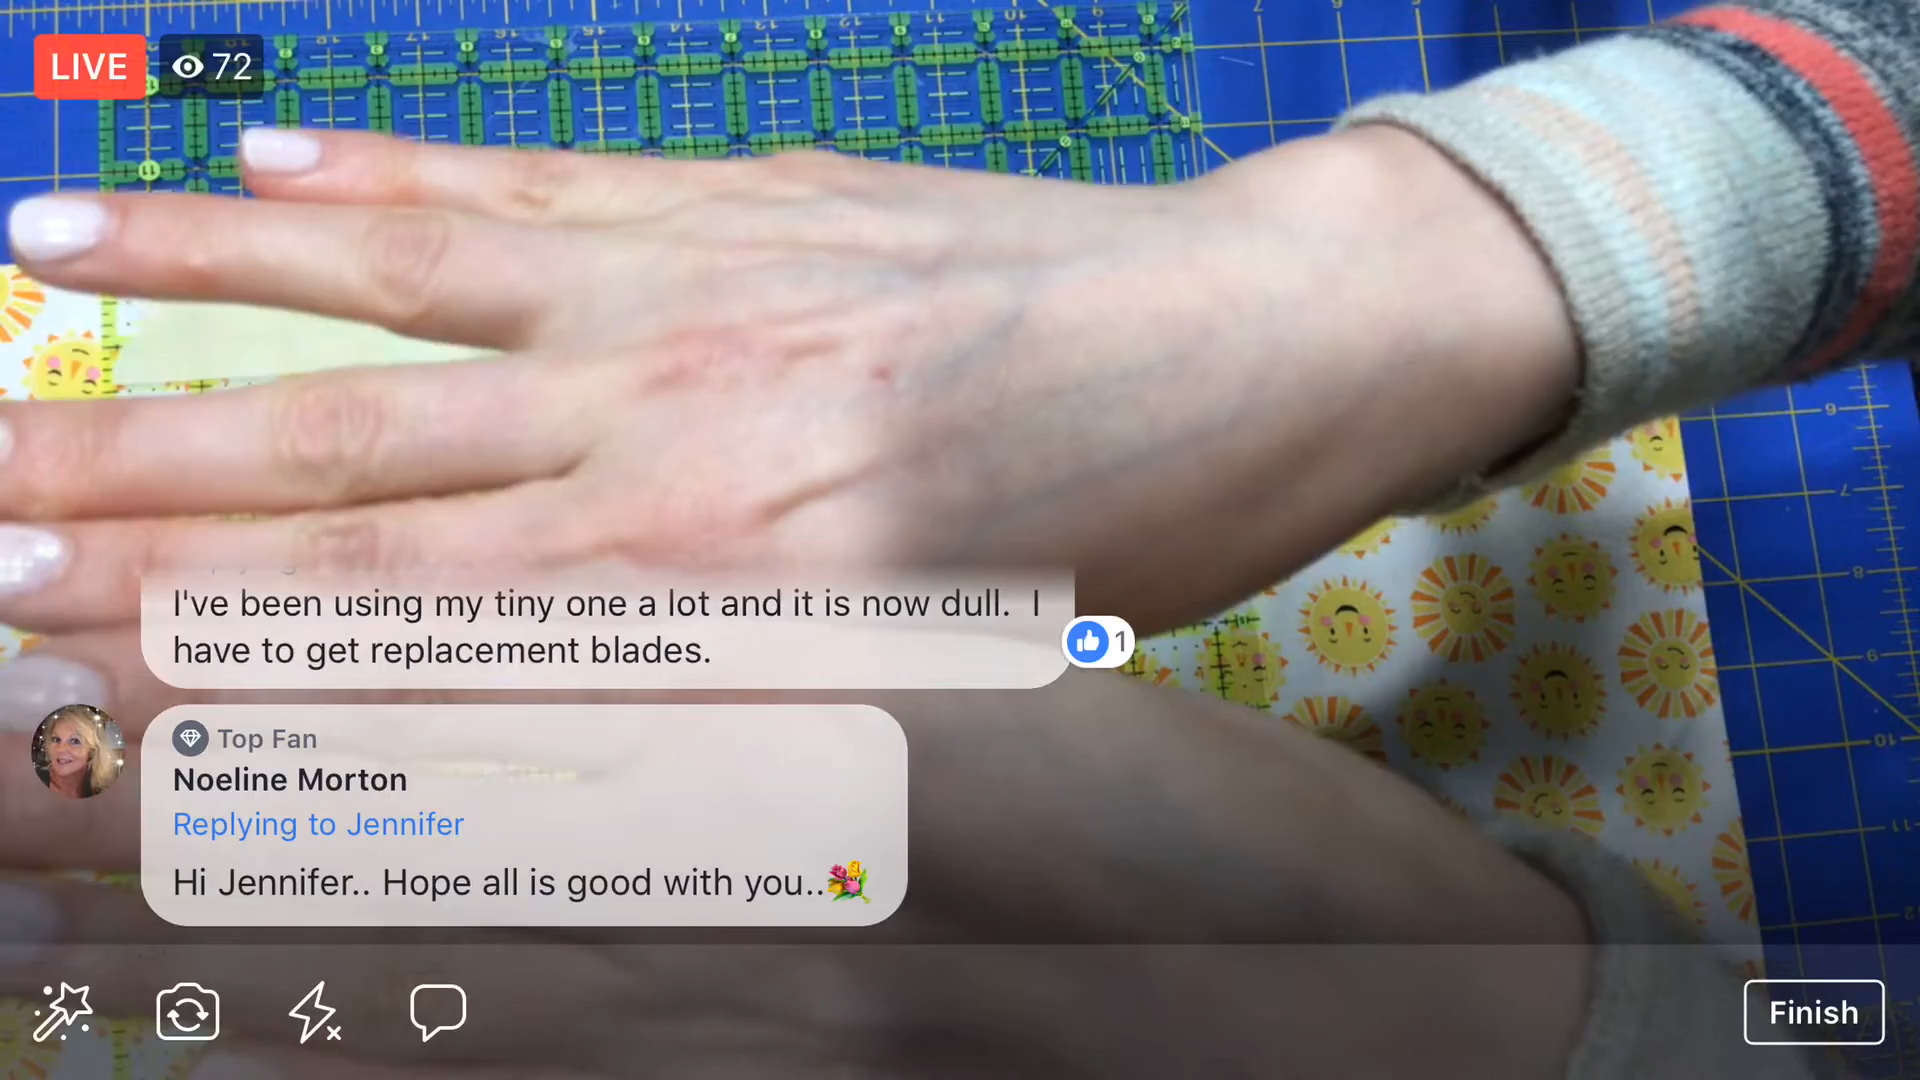 LIVE
72
I've been using my tiny one a lot and it is now dull. I
have to get replacement blades.
1
Top Fan
Noeline Morton
Replying to Jennifer
Hi Jennifer.. Hope all is good with you..💐
Finish